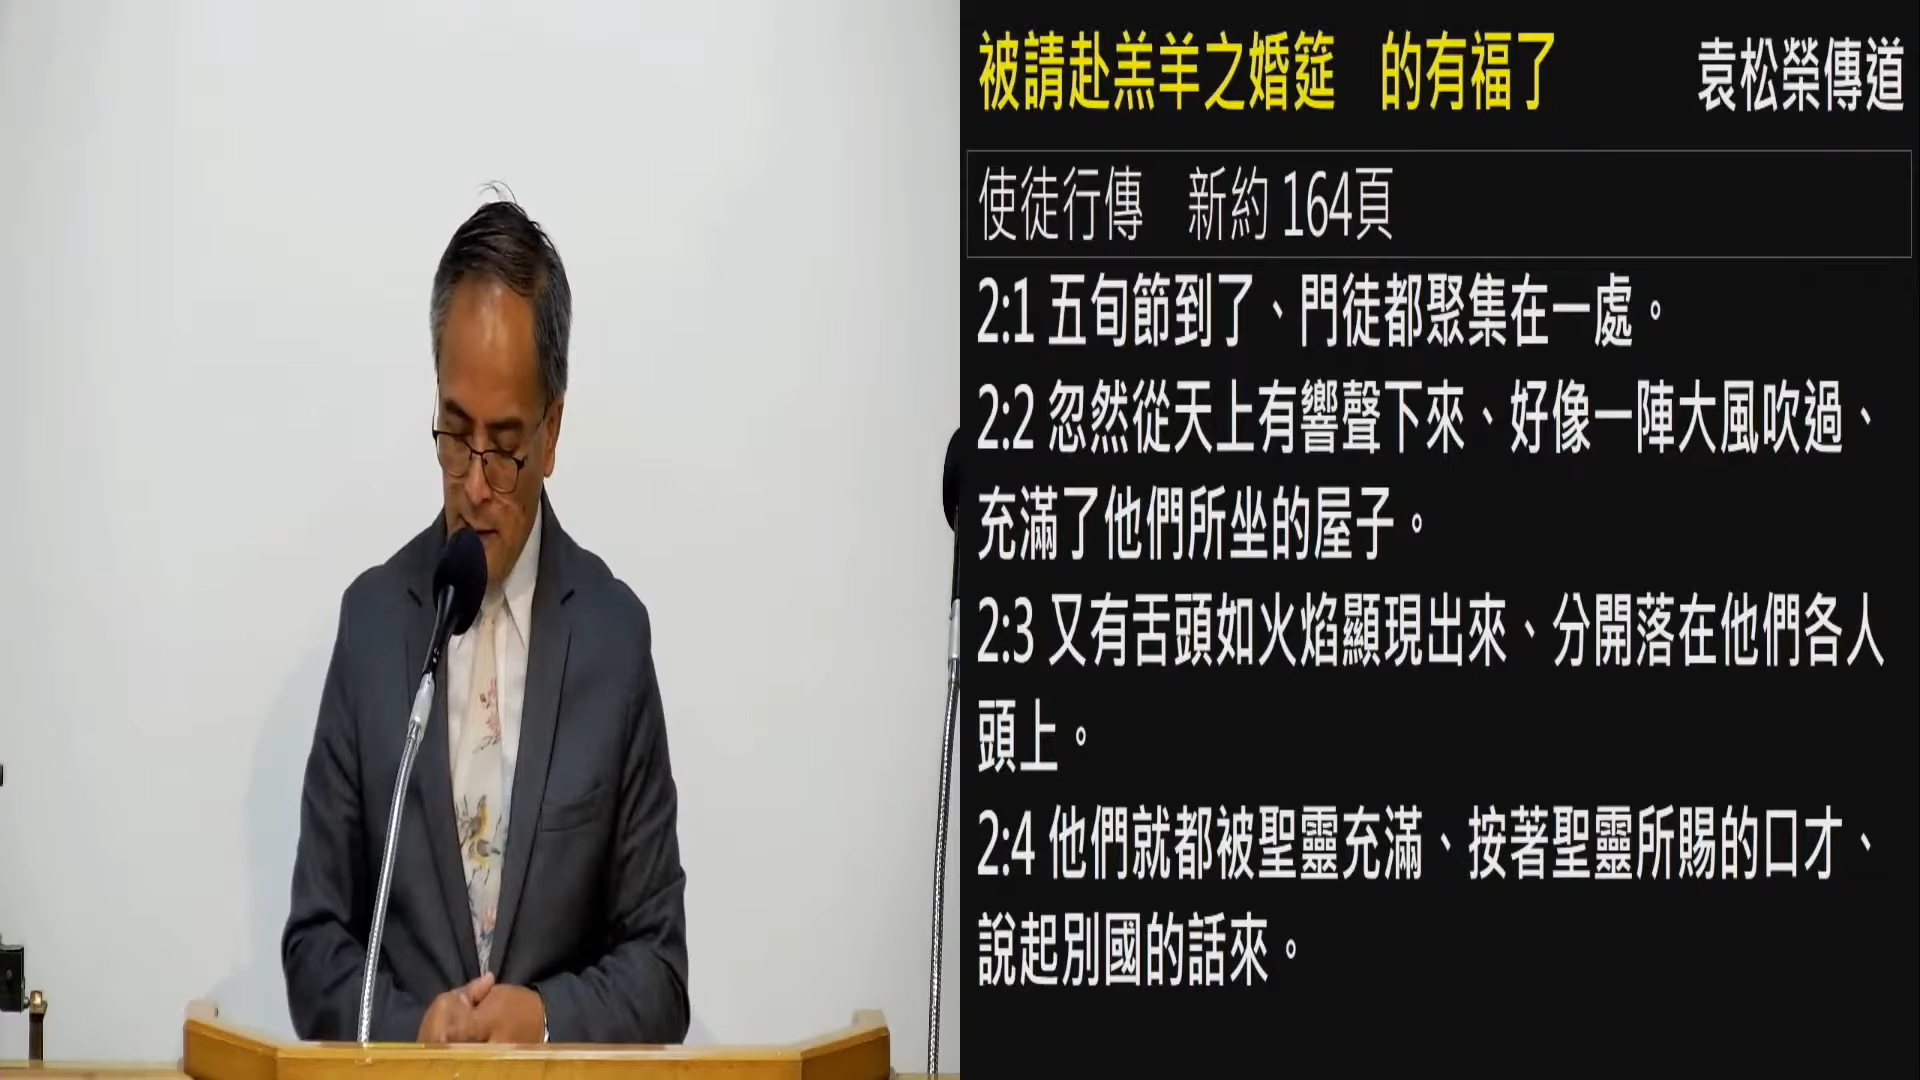 被請赴羔羊之婚筵　的有福了　袁松榮傳道
使徒行傳　新約 164頁
2:1 五旬節到了、門徒都聚集在一處。
2:2 忽然從天上有響聲下來、好像一陣大風吹過、
充滿了他們所坐的屋子。
2:3 又有舌頭如火焰顯現出來、分開落在他們各人
頭上。
2:4 他們就都被聖靈充滿、按著聖靈所賜的口才、
說起別國的話來。